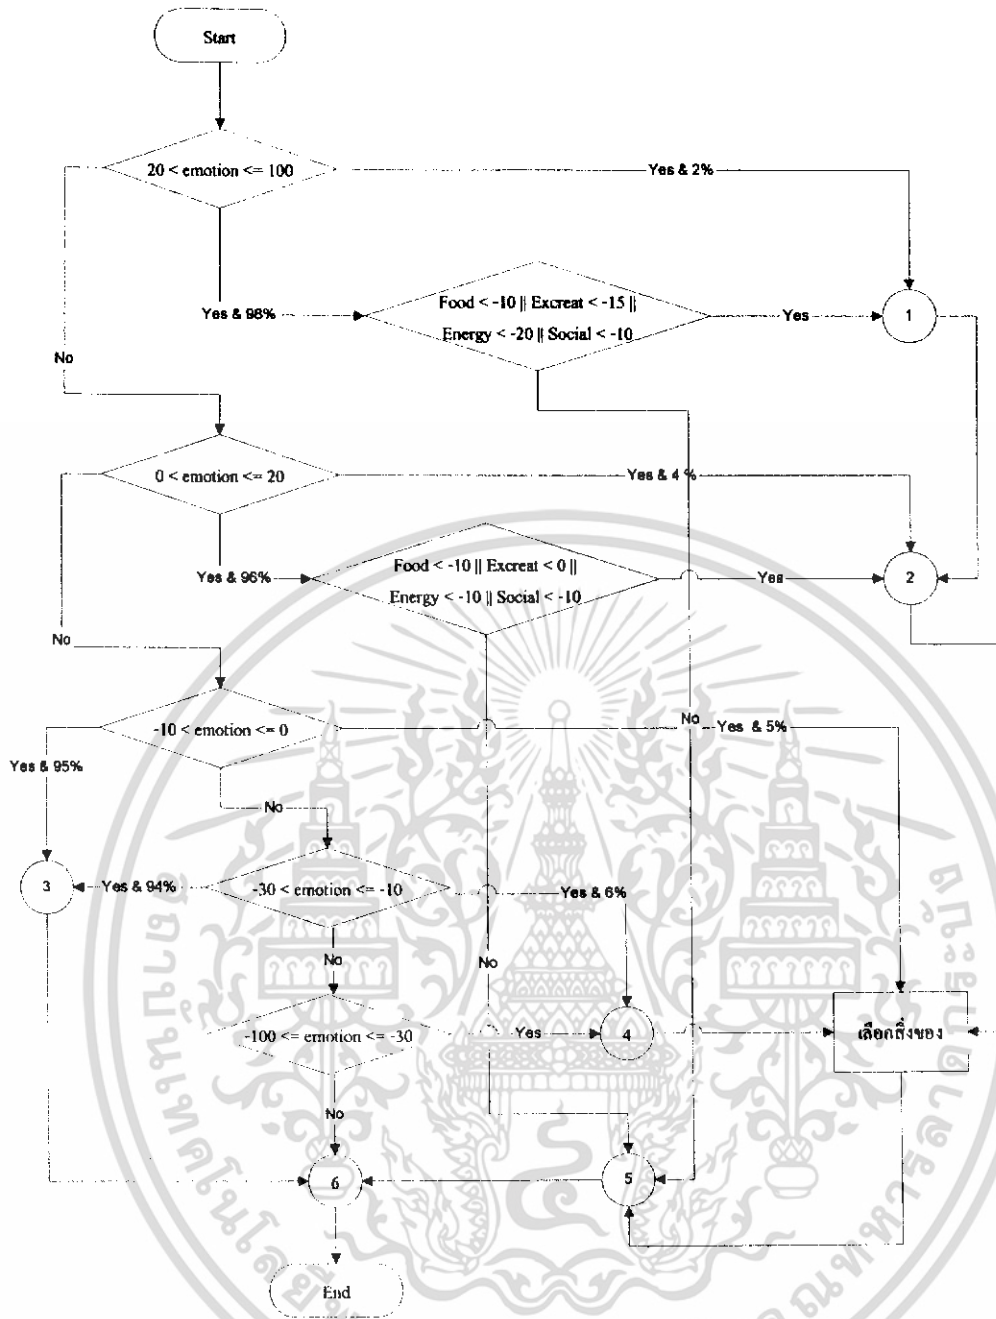 Start
20 < emotion <= 100
Yes & 2%
Yes & 98%
Food < -10 || Excreat < -15 ||
Energy < -20 || Social < -10
Yes
1
No
0 < emotion <= 20
Yes & 4 %
Yes & 96%
Food < -10 || Excreat < 0 ||
Energy < -10 || Social < -10
Yes
2
No
-10 < emotion <= 0
No
Yes & 5%
Yes & 95%
No
3
Yes & 94%
-30 < emotion <= -10
Yes & 6%
No
No
-100 <= emotion <= -30
Yes
4
เลือกสิ่งของ
No
6
5
End